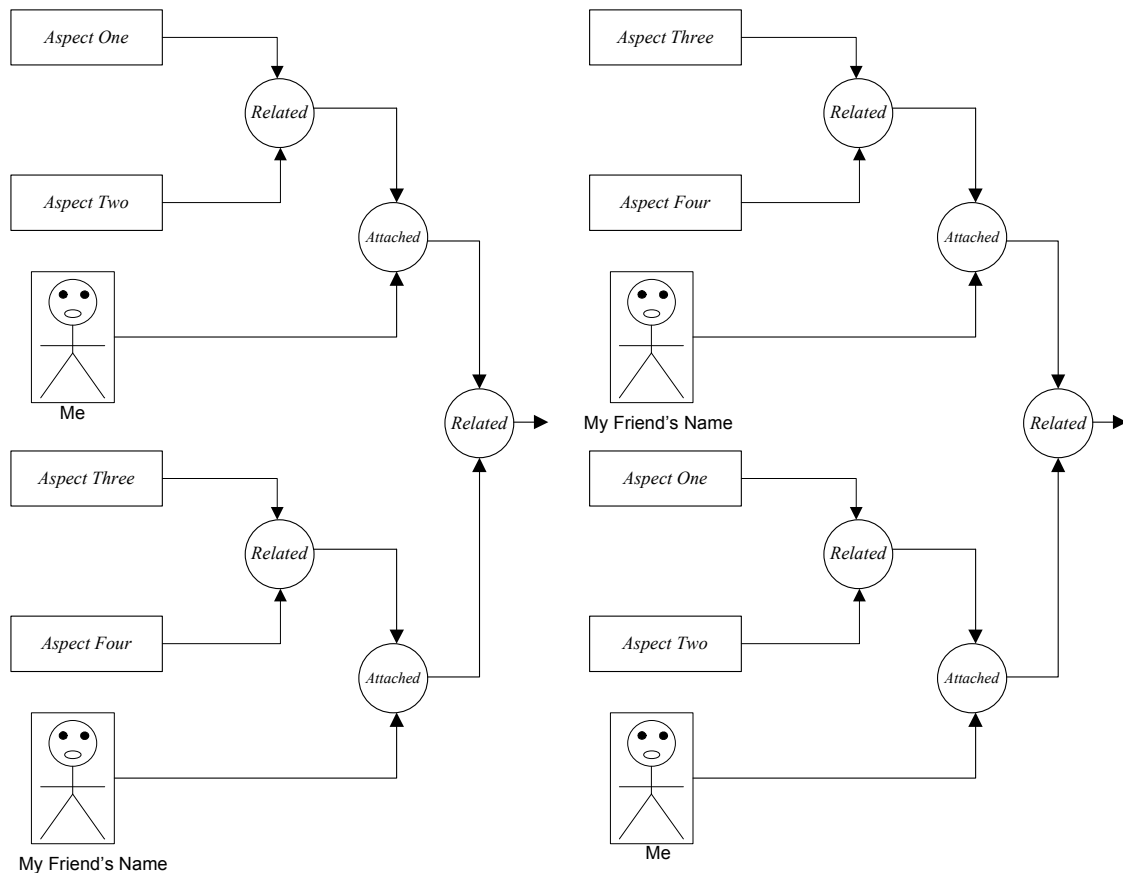 Aspect One
Related
Aspect Two
Attached
Me
Related
Aspect Three
Related
Aspect Four
Attached
My Friend's Name
Aspect Three
Related
Aspect Four
Attached
My Friend's Name
Related
Aspect One
Related
Aspect Two
Attached
Me